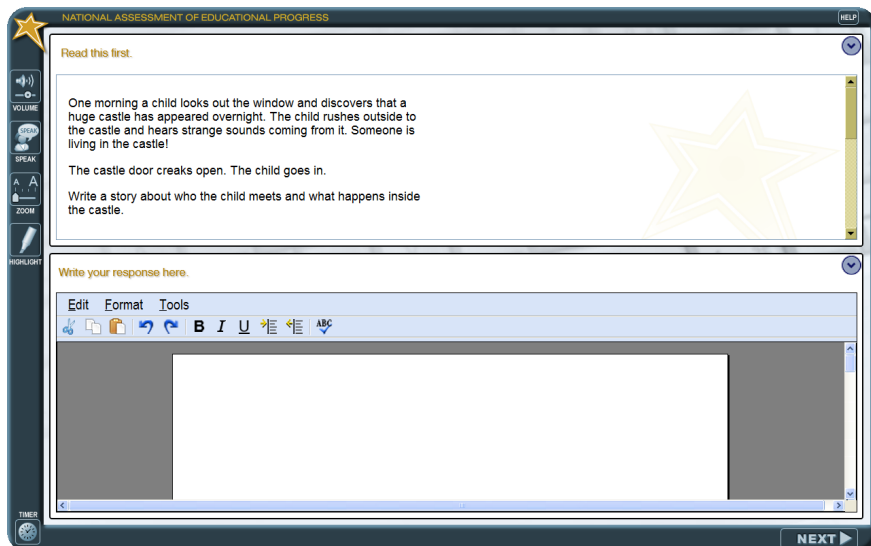 NATIONAL ASSESSMENT OF EDUCATIONAL PROGRESS
HELP
Read this first.
VOLUME
SPEAK
SPEAK
A A
ZOOM
HIGHLIGHT
One morning a child looks out the window and discovers that a
huge castle has appeared overnight. The child rushes outside to
the castle and hears strange sounds coming from it. Someone is
living in the castle!
The castle door creaks open. The child goes in.
Write a story about who the child meets and what happens inside
the castle.
Write your response here.
Edit Format Tools
B I U ABC
TIMER
NEXT